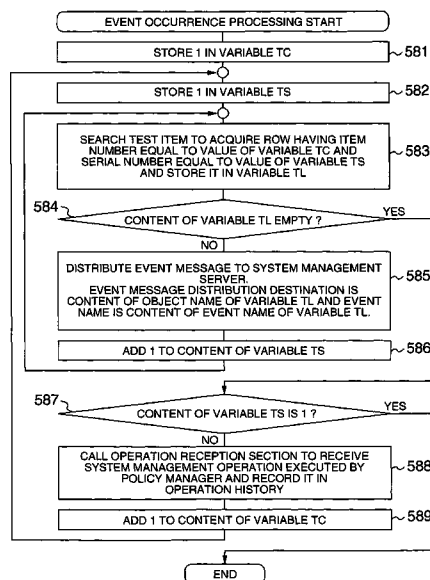 EVENT OCCURRENCE PROCESSING START
STORE 1 IN VARIABLE TC
581
STORE 1 IN VARIABLE TS
582
SEARCH TEST ITEM TO ACQUIRE ROW HAVING ITEM
NUMBER EQUAL TO VALUE OF VARIABLE TC AND
SERIAL NUMBER EQUAL TO VALUE OF VARIABLE TS
AND STORE IT IN VARIABLE TL
583
584
CONTENT OF VARIABLE TL EMPTY ?
YES
NO
DISTRIBUTE EVENT MESSAGE TO SYSTEM MANAGEMENT
SERVER.
EVENT MESSAGE DISTRIBUTION DESTINATION IS
CONTENT OF OBJECT NAME OF VARIABLE TL AND EVENT
NAME IS CONTENT OF EVENT NAME OF VARIABLE TL.
585
ADD 1 TO CONTENT OF VARIABLE TS
586
587
CONTENT OF VARIABLE TS IS 1 ?
YES
NO
CALL OPERATION RECEPTION SECTION TO RECEIVE
SYSTEM MANAGEMENT OPERATION EXECUTED BY
POLICY MANAGER AND RECORD IT IN
OPERATION HISTORY
588
ADD 1 TO CONTENT OF VARIABLE TC
589
END